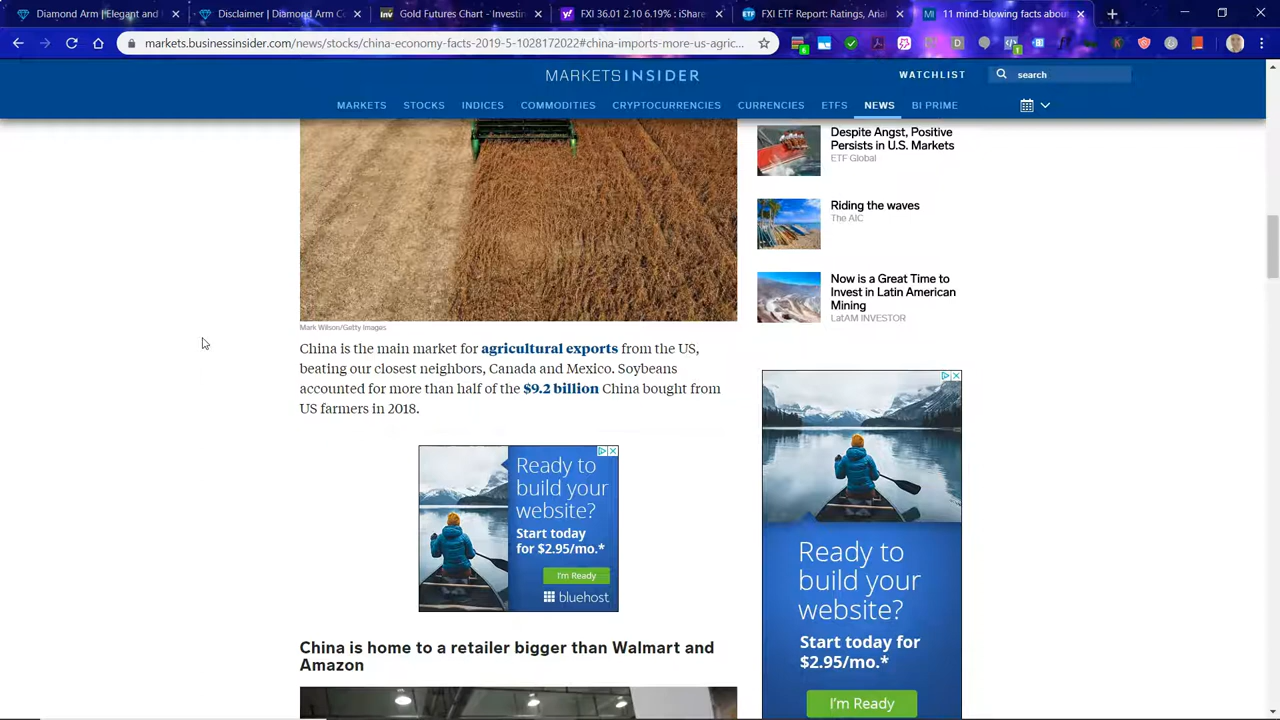 Diamond Arm |Elegant and
Disclaimer | Diamond Arm Co
Gold Futures Chart - Investin
FXI 36.01 2.10 6.19% : iShare
FXI ETF Report: Ratings, Anal
11 mind-blowing facts about
markets.businessinsider.com/news/stocks/china-economy-facts-2019-5-1028172022#china-imports-more-us-agric...
MARKETS INSIDER
WATCHLIST
search
MARKETS STOCKS INDICES COMMODITIES CRYPTOCURRENCIES CURRENCIES ETFS NEWS BI PRIME
Mark Wilson/Getty Images
China is the main market for agricultural exports from the US,
beating our closest neighbors, Canada and Mexico. Soybeans
accounted for more than half of the $9.2 billion China bought from
US farmers in 2018.
Ready to
build your
website?
Start today
for $2.95/mo.*
I'm Ready
bluehost
China is home to a retailer bigger than Walmart and
Amazon
Despite Angst, Positive
Persists in U.S. Markets
ETF Global
Riding the waves
The AIC
Now is a Great Time to
Invest in Latin American
Mining
LatAM INVESTOR
Ready to
build your
website?
Start today for
$2.95/mo.*
I'm Ready